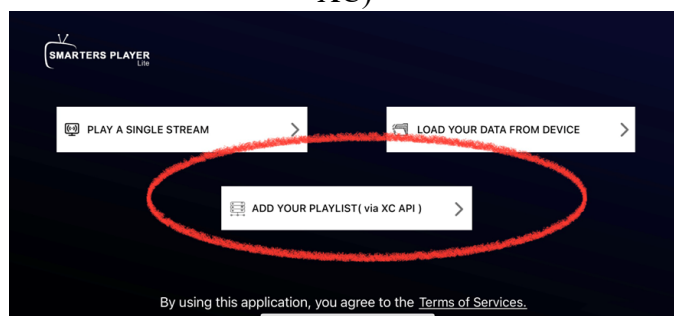 XC)
SMARTERS PLAYER
Lite
PLAY A SINGLE STREAM
LOAD YOUR DATA FROM DEVICE
ADD YOUR PLAYLIST( via XC API )
By using this application, you agree to the Terms of Services.